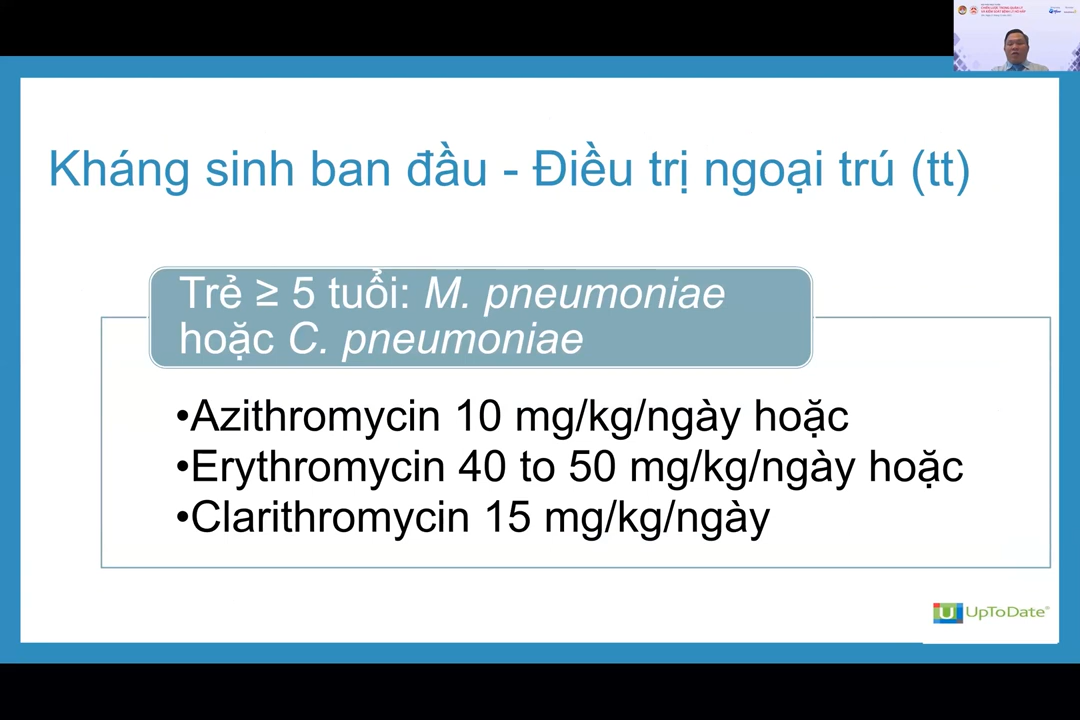 Kháng sinh ban đầu - Điều trị ngoại trú (tt)
Trẻ ≥ 5 tuổi: M. pneumoniae
hoặc C. pneumoniae
•Azithromycin 10 mg/kg/ngày hoặc
•Erythromycin 40 to 50 mg/kg/ngày hoặc
•Clarithromycin 15 mg/kg/ngày
UpToDate®